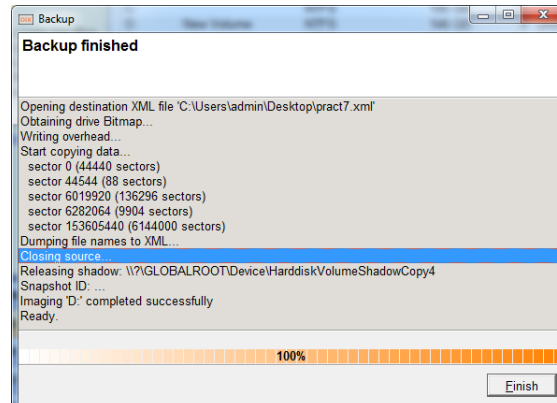 Backup
New Volume NTFS
Backup finished
Opening destination XML file 'C:\Users\admin\Desktop\pract7.xml'
Obtaining drive Bitmap...
Writing overhead...
Start copying data...
sector 0 (44440 sectors)
sector 44544 (88 sectors)
sector 6019920 (136296 sectors)
sector 6282064 (9904 sectors)
sector 153605440 (6144000 sectors)
Dumping file names to XML...
Closing source...
Releasing shadow: \\?\GLOBALROOT\Device\HarddiskVolumeShadowCopy4
Snapshot ID: ...
Imaging 'D:' completed successfully
Ready.
100%
Finish